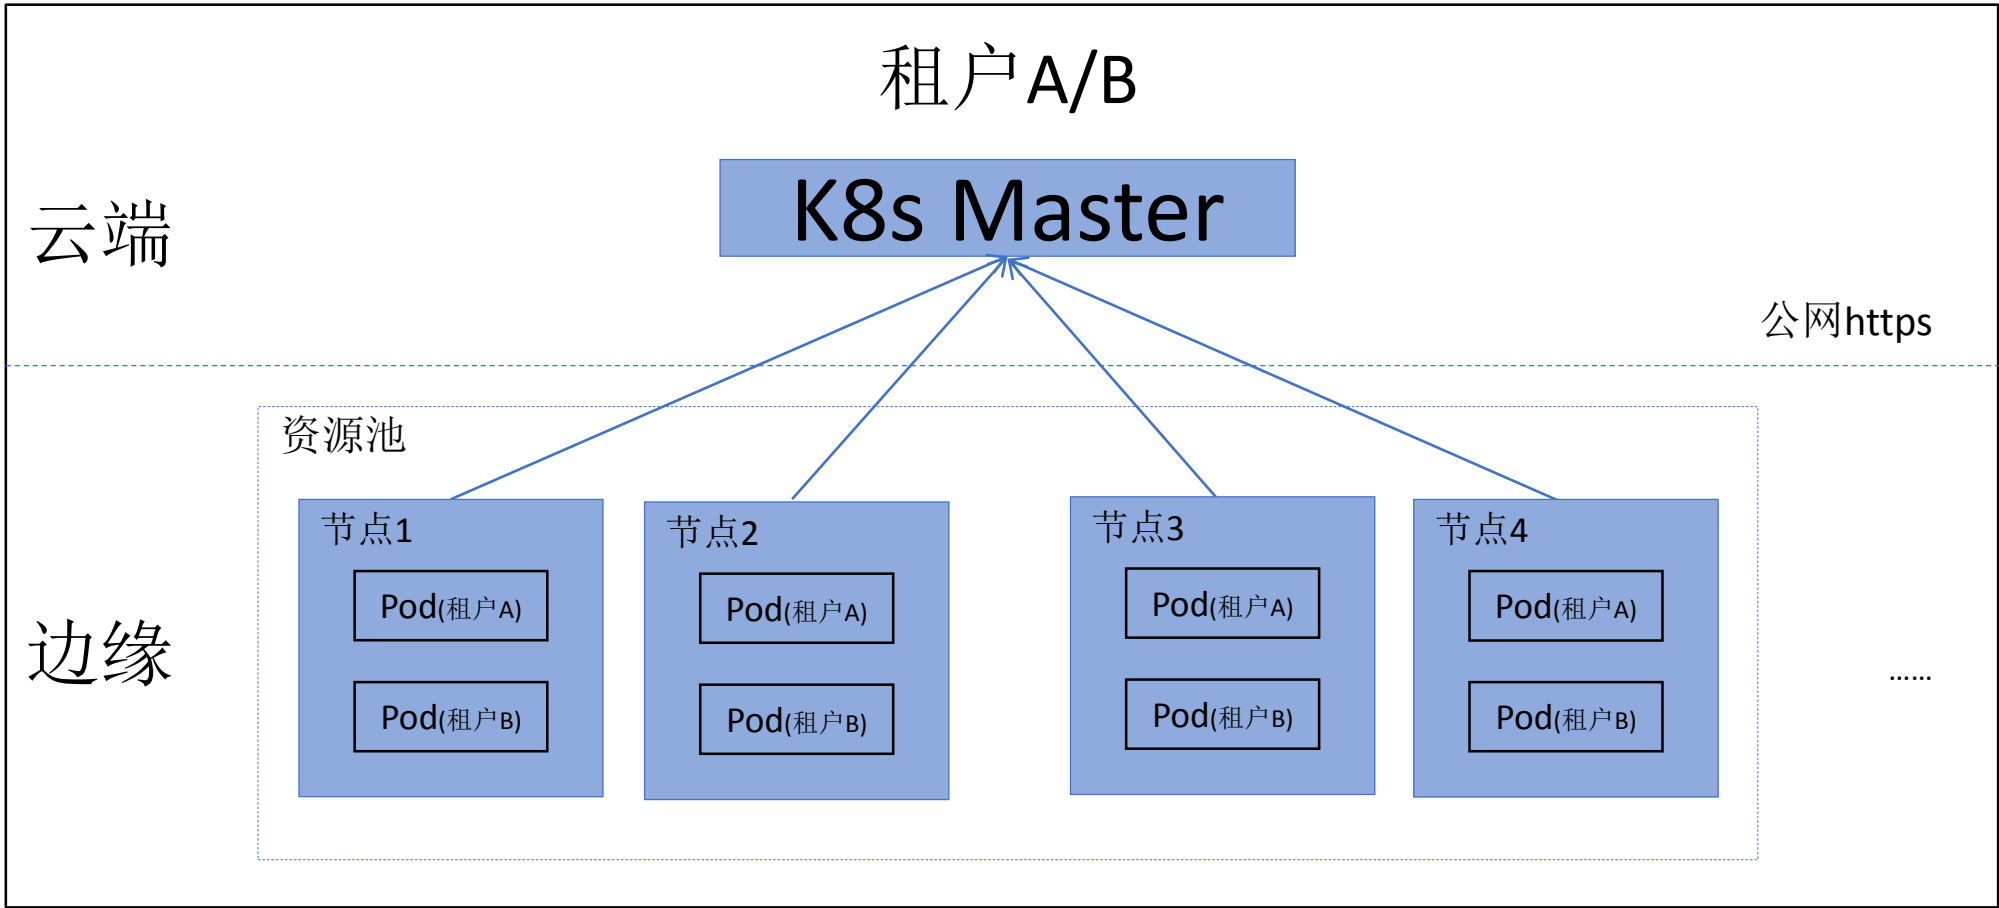 租户A/B
K8s Master
云端
公网https
资源池
节点1
Pod(租户A)
Pod(租户B)
节点2
Pod(租户A)
Pod(租户B)
节点3
Pod(租户A)
Pod(租户B)
节点4
Pod(租户A)
Pod(租户B)
边缘
……